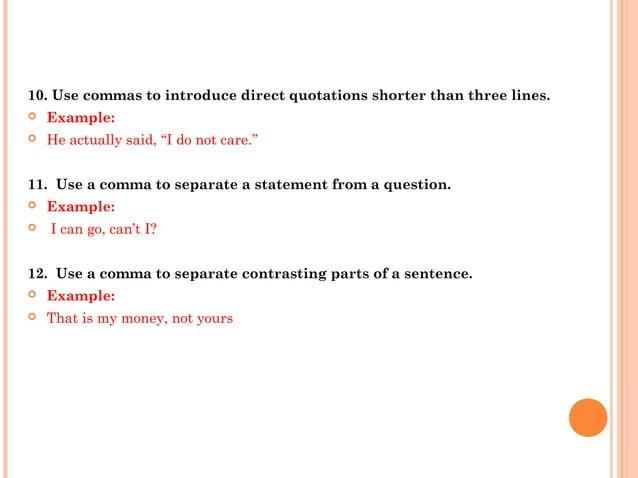 10. Use commas to introduce direct quotations shorter than three lines.
Example:
He actually said, “I do not care.”
11. Use a comma to separate a statement from a question.
Example:
I can go, can’t I?
12. Use a comma to separate contrasting parts of a sentence.
Example:
That is my money, not yours